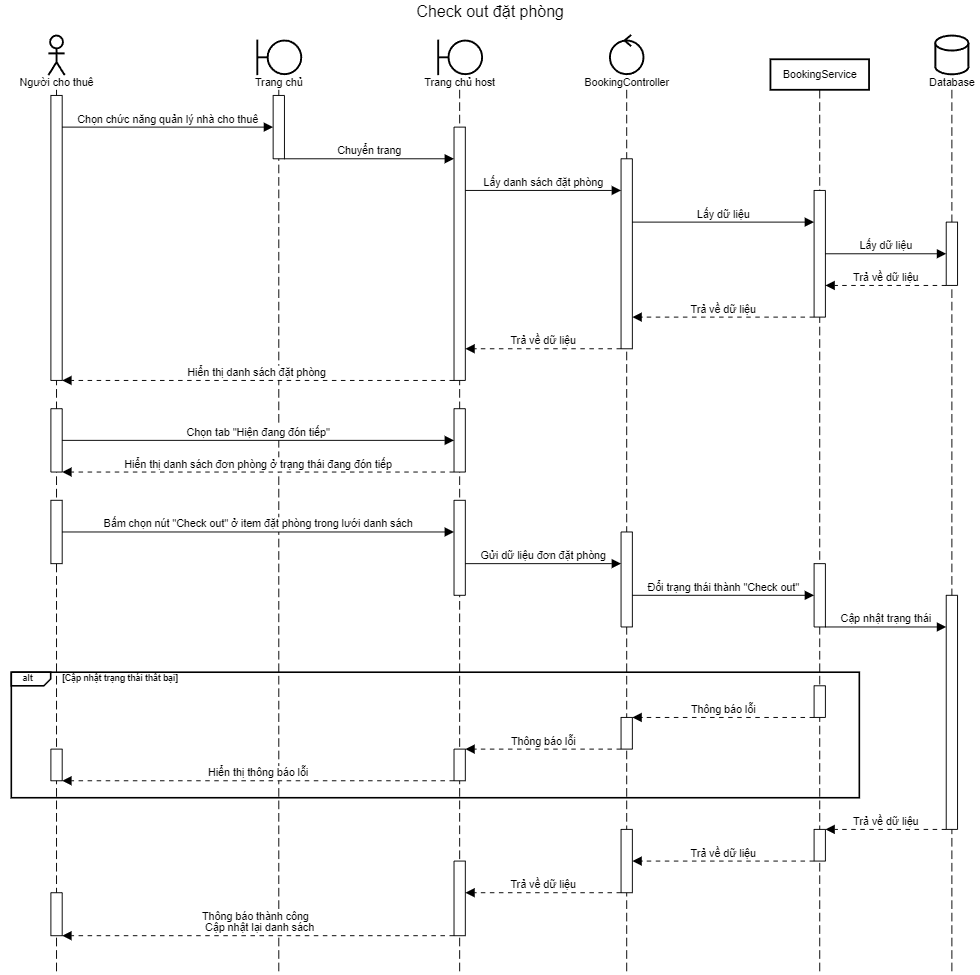 Check out đặt phòng
Người cho thuê
Trang chủ
Trang chủ host
BookingController
BookingService
Database
Chọn chức năng quản lý nhà cho thuê
Chuyển trang
Lấy danh sách đặt phòng
Lấy dữ liệu
Lấy dữ liệu
Trả về dữ liệu
Trả về dữ liệu
Trả về dữ liệu
Hiển thị danh sách đặt phòng
Chọn tab "Hiện đang đón tiếp"
Hiển thị danh sách đơn phòng ở trạng thái đang đón tiếp
Bấm chọn nút "Check out" ở item đặt phòng trong lưới danh sách
Gửi dữ liệu đơn đặt phòng
Đổi trạng thái thành "Check out"
Cập nhật trạng thái
alt
[Cập nhật trạng thái thất bại]
Thông báo lỗi
Thông báo lỗi
Hiển thị thông báo lỗi
Trả về dữ liệu
Trả về dữ liệu
Trả về dữ liệu
Thông báo thành công
Cập nhật lại danh sách